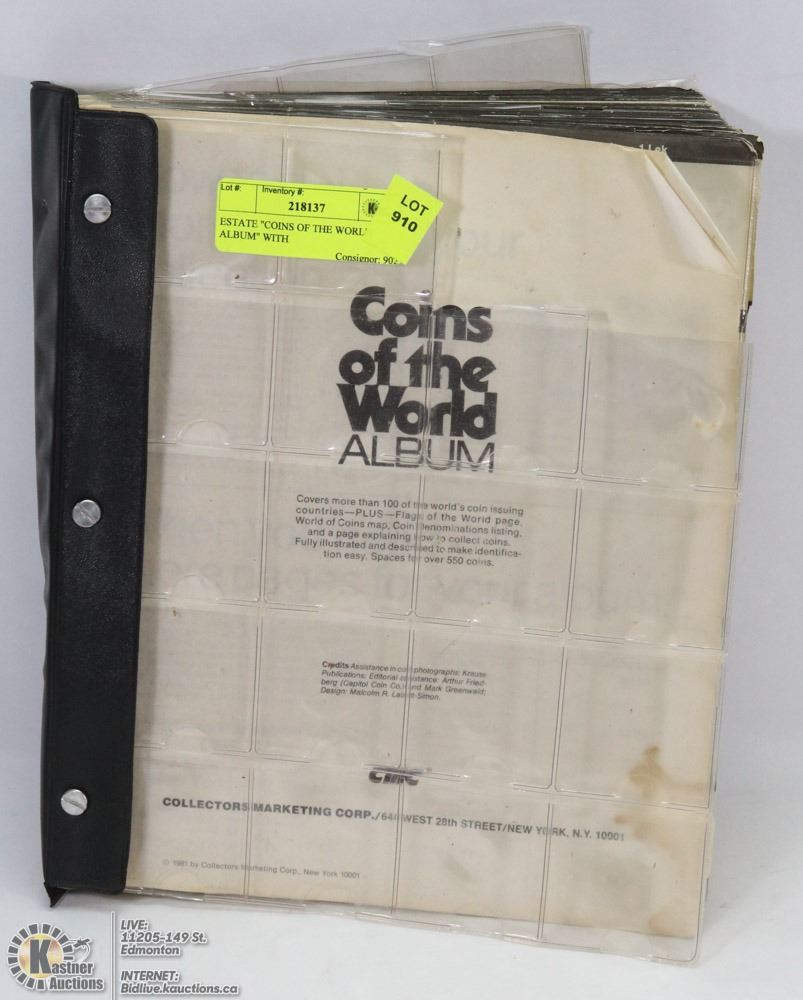 1 Lek
Lot #: Inventory #:
218137 K
LOT
910
ESTATE "COINS OF THE WORL
ALBUM" WITH
Consignor: 902
Coins
of the
World
ALBUM
Covers more than 100 of the world's coin issuing
countries—PLUS—Flags of the World page,
World of Coins map, Coin Denominations listing,
and a page explaining how to collect coins.
Fully illustrated and described to make identifica-
tion easy. Spaces for over 550 coins.
Credits Assistance in coin photographs: Krause
Publications; Editorial assistance: Arthur Fried-
berg (Capitol Coin Co.) and Mark Greenwald;
Design: Malcolm R. -Simon.
CMC
COLLECTORS MARKETING CORP./ WEST 28th STREET/NEW YORK, N.Y. 10001
© 1981 by Collectors Marketing Corp., New York 10001
K
Kastner
Auctions
LIVE:
11205-149 St.
Edmonton
INTERNET:
Bidlive.kauctions.ca